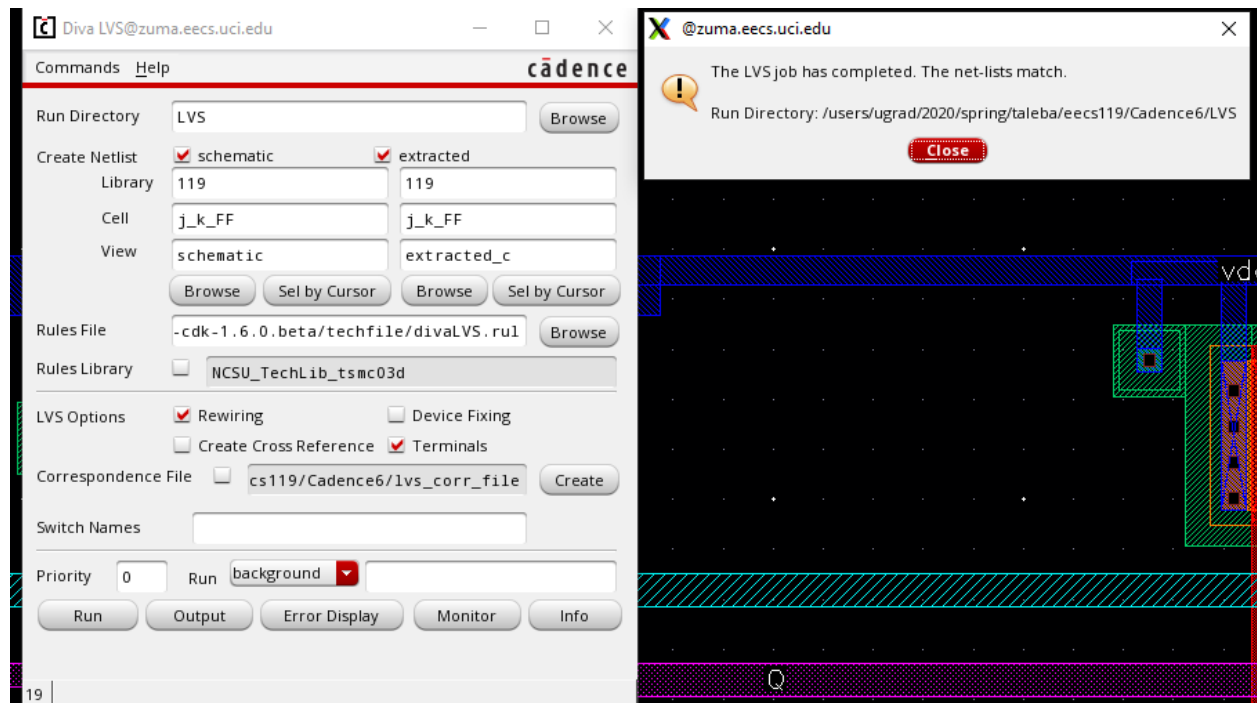 Diva LVS@zuma.eecs.uci.edu
Commands Help cādence
Run Directory LVS Browse
Create Netlist schematic extracted
Library 119 119
Cell j_k_FF j_k_FF
View schematic extracted_c
Browse Sel by Cursor Browse Sel by Cursor
Rules File -cdk-1.6.0.beta/techfile/divaLVS.rul Browse
Rules Library NCSU_TechLib_tsmc03d
LVS Options Rewiring Device Fixing
Create Cross Reference Terminals
Correspondence File cs119/Cadence6/lvs_corr_file Create
Switch Names
Priority 0 Run background
Run Output Error Display Monitor Info
19
@zuma.eecs.uci.edu
The LVS job has completed. The net-lists match.
Run Directory: /users/ugrad/2020/spring/taleba/eecs119/Cadence6/LVS
Close
Q